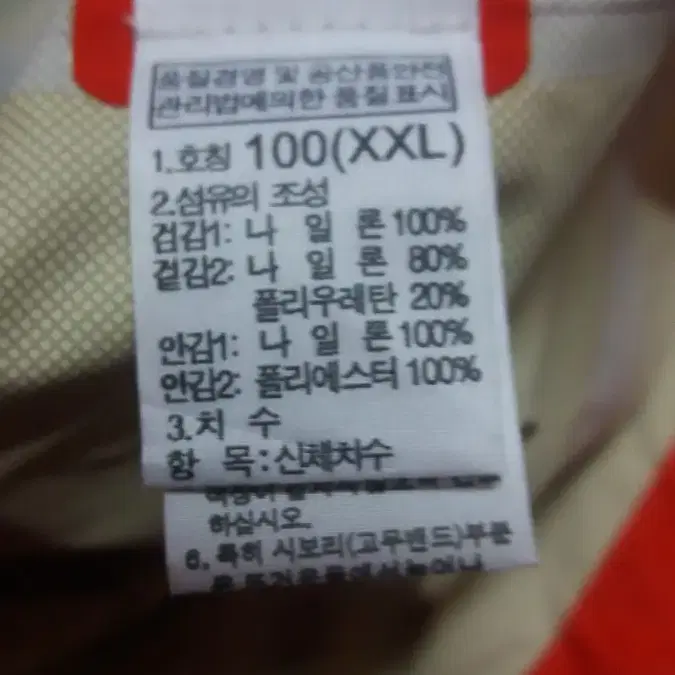 품질경영 및 공산품안전
관리법에의한 품질표시
1.호칭 100(XXL)
2.섬유의 조성
겉감1: 나 일 론 100%
겉감2: 나 일 론 80%
폴리우레탄 20%
안감1: 나 일 론 100%
안감2: 폴리에스터 100%
3.치 수
항 목:신체치수
하십시오.
6. 특히 시보리(고무밴드)부분